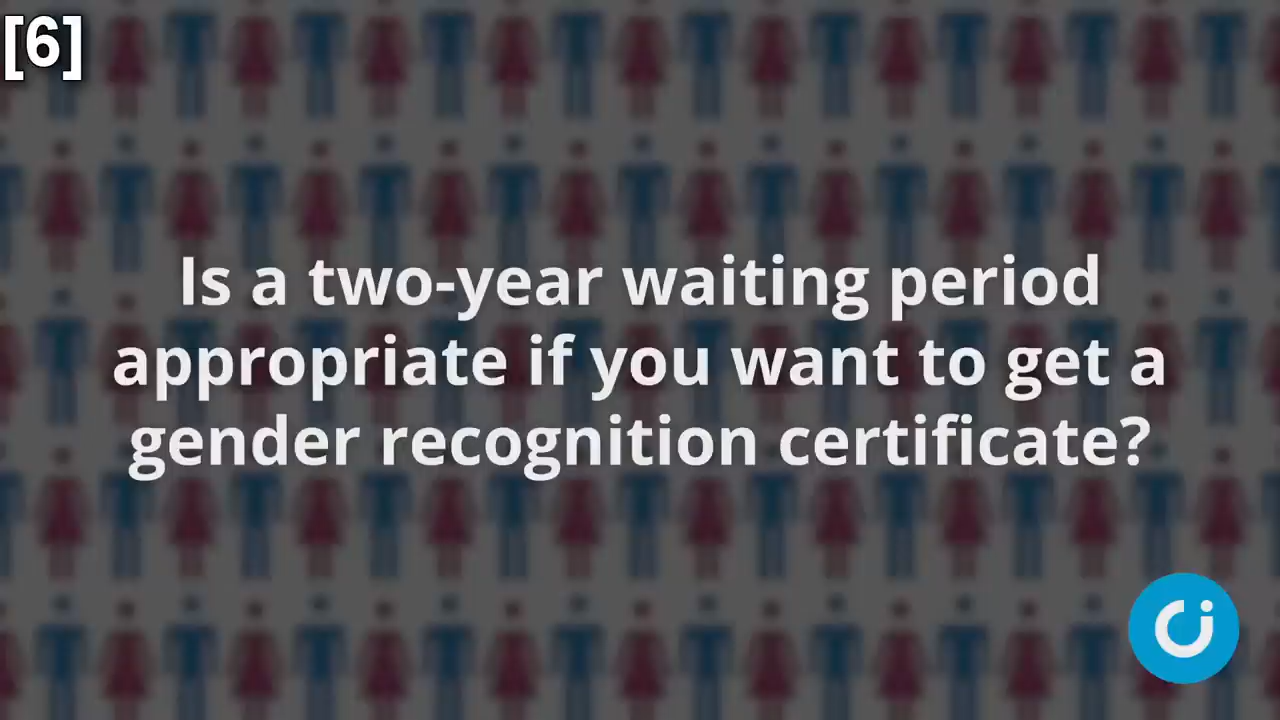 [6]
Is a two-year waiting period
appropriate if you want to get a
gender recognition certificate?